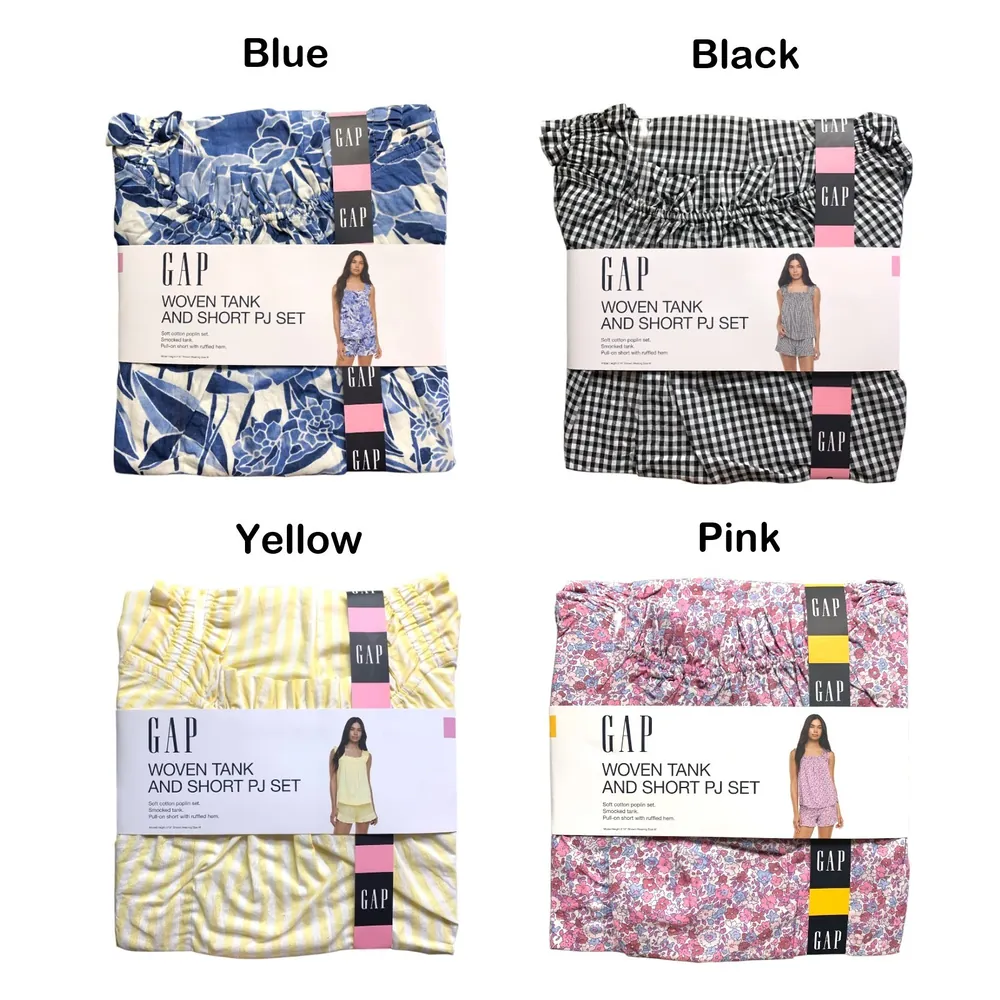 Blue
GAP
GAP
GAP
WOVEN TANK
AND SHORT PJ SET
Soft cotton poplin set.
Smocked tank.
Pull-on short with ruffled hem.
GAP
GAP
Black
GAP
GAP
GAP
WOVEN TANK
AND SHORT PJ SET
Soft cotton poplin set.
Smocked tank.
Pull-on short with ruffled hem.
GAP
Yellow
GAP
GAP
WOVEN TANK
AND SHORT PJ SET
Soft cotton poplin set.
Smocked tank.
Pull-on short with ruffled hem.
GAP
Pink
GAP
GAP
GAP
WOVEN TANK
AND SHORT PJ SET
Soft cotton poplin set.
Smocked tank.
Pull-on short with ruffled hem.
GAP
GAP